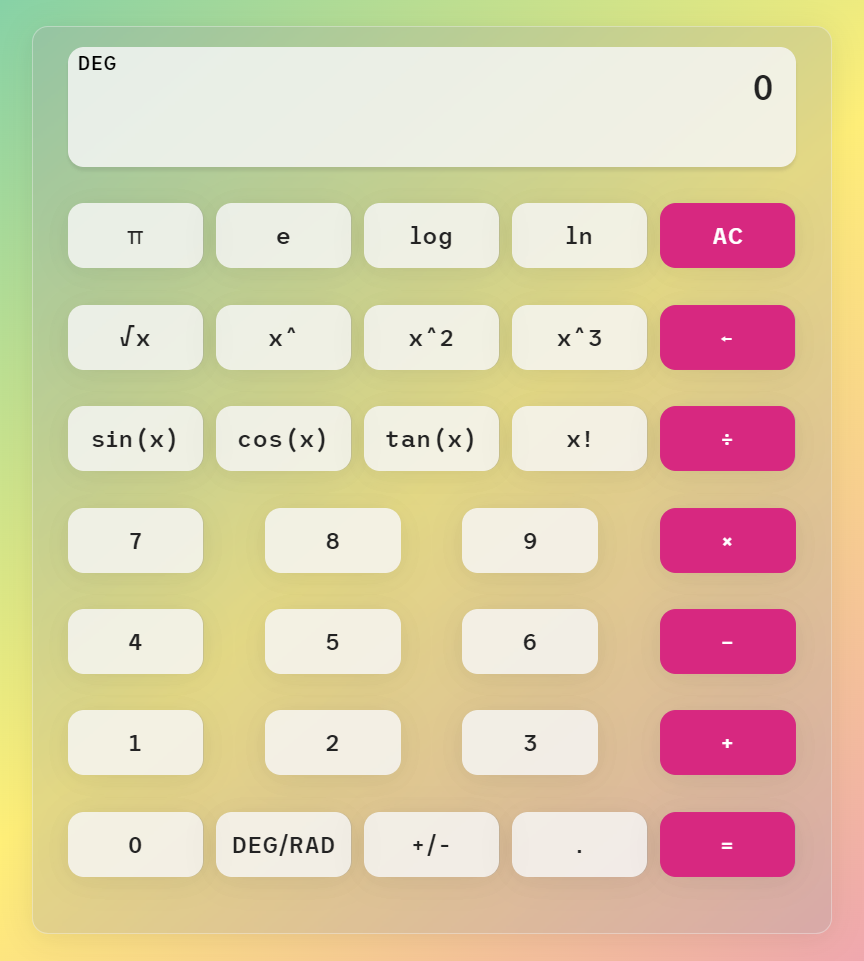 DEG
0
π e log ln AC
√x x^ x^2 x^3 ←
sin(x) cos(x) tan(x) x! ÷
7 8 9 ×
4 5 6 −
1 2 3 +
0 DEG/RAD +/- . =